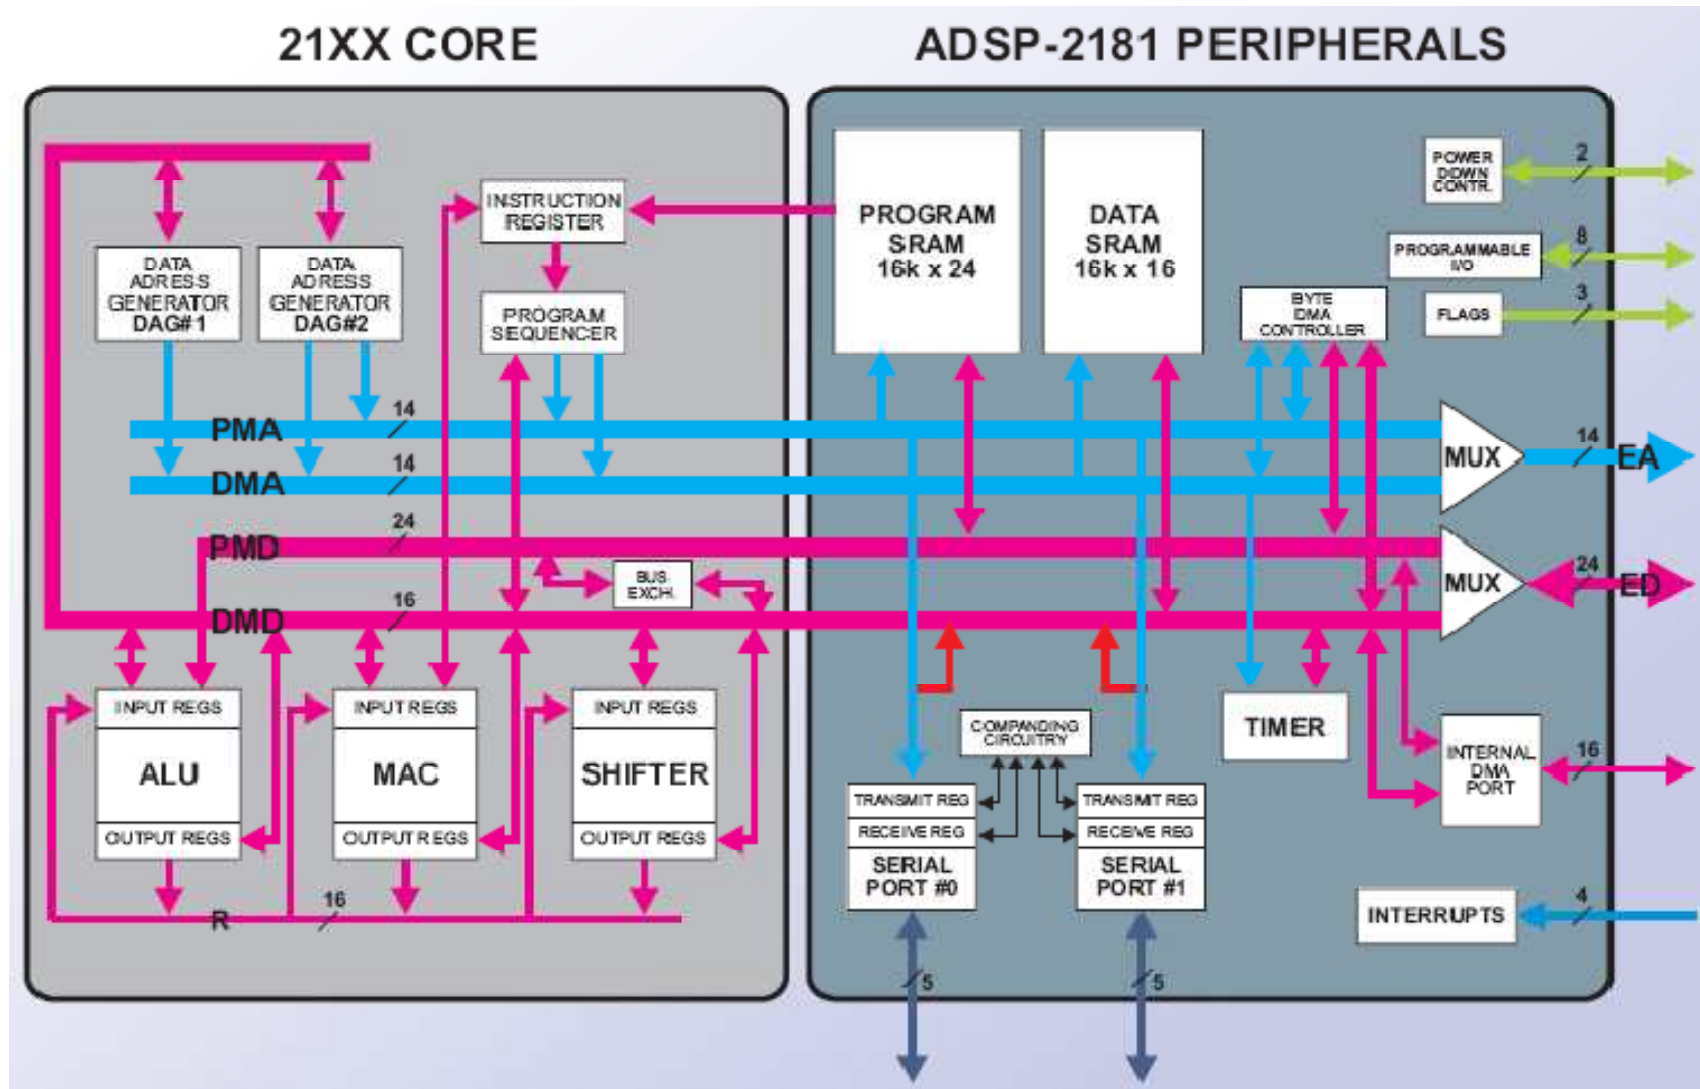 21XX CORE
ADSP-2181 PERIPHERALS
DATA
ADRESS
GENERATOR
DAG#1
DATA
ADRESS
GENERATOR
DAG#2
INSTRUCTION
REGISTER
PROGRAM
SEQUENCER
PROGRAM
SRAM
16k x 24
DATA
SRAM
16k x 16
BYTE
DMA
CONTROLLER
POWER
DOWN
CONTR.
2
PROGRAMMABLE
I/O
8
FLAGS
3
PMA
14
DMA
14
PMD
24
DMD
16
BUS
EXCH.
MUX
14
EA
MUX
24
ED
INPUT REGS
ALU
OUTPUT REGS
INPUT REGS
MAC
OUTPUT REGS
INPUT REGS
SHIFTER
OUTPUT REGS
R
16
COMPANDING
CIRCUITRY
TRANSMIT REG
RECEIVE REG
SERIAL
PORT #0
5
TRANSMIT REG
RECEIVE REG
SERIAL
PORT #1
5
TIMER
INTERNAL
DMA
PORT
16
INTERRUPTS
4